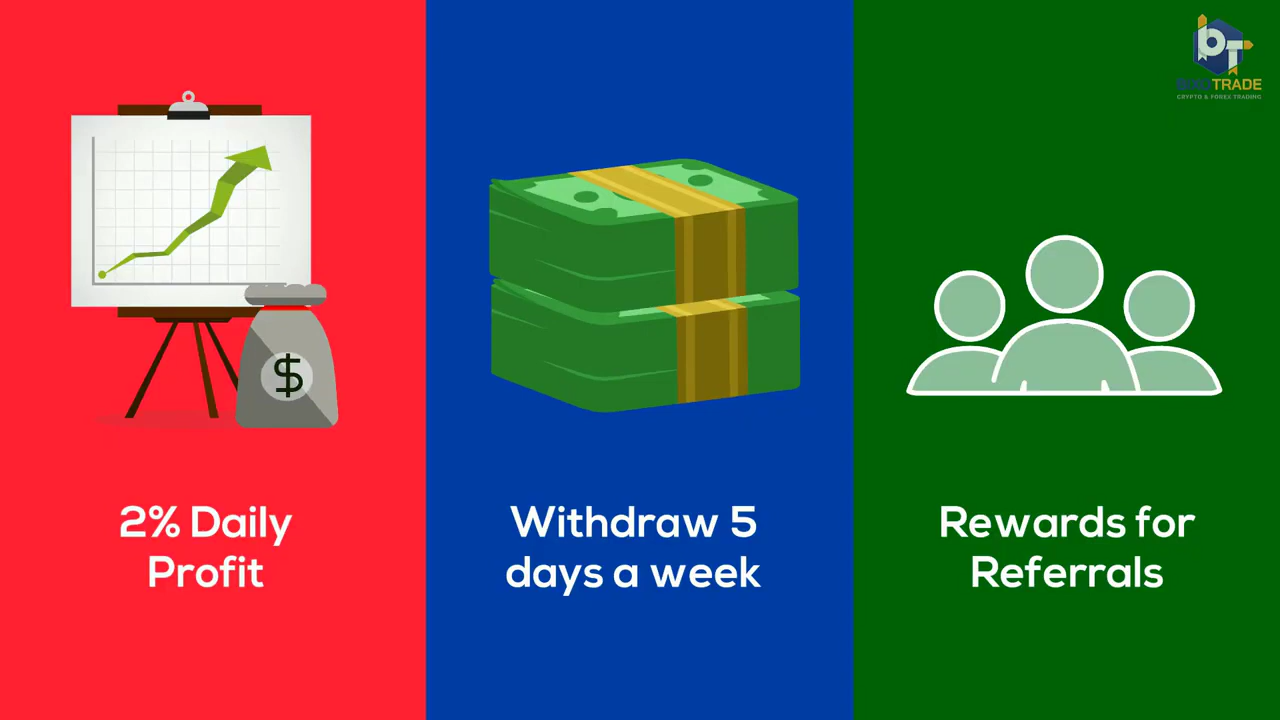 2% Daily
Profit
Withdraw 5
days a week
Rewards for
Referrals
TRADE
CRYPTO & FOREX TRADING
$